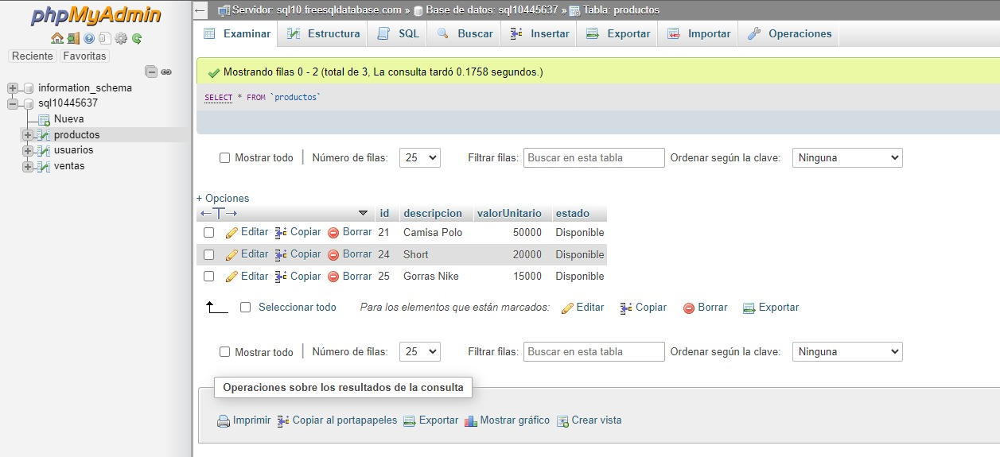 phpMyAdmin
Servidor: sql10.freesqldatabase.com » Base de datos: sql10445637 » Tabla: productos
Examinar Estructura SQL Buscar Insertar Exportar Importar Operaciones
Reciente Favoritas
information_schema
sql10445637
Nueva
productos
usuarios
ventas
Mostrando filas 0 - 2 (total de 3, La consulta tardó 0.1758 segundos.)
SELECT * FROM `productos`
Mostrar todo Número de filas: 25 Filtrar filas: Buscar en esta tabla Ordenar según la clave: Ninguna
+ Opciones
←T→ id descripcion valorUnitario estado
Editar Copiar Borrar 21 Camisa Polo 50000 Disponible
Editar Copiar Borrar 24 Short 20000 Disponible
Editar Copiar Borrar 25 Gorras Nike 15000 Disponible
Seleccionar todo Para los elementos que están marcados: Editar Copiar Borrar Exportar
Mostrar todo Número de filas: 25 Filtrar filas: Buscar en esta tabla Ordenar según la clave: Ninguna
Operaciones sobre los resultados de la consulta
Imprimir Copiar al portapapeles Exportar Mostrar gráfico Crear vista